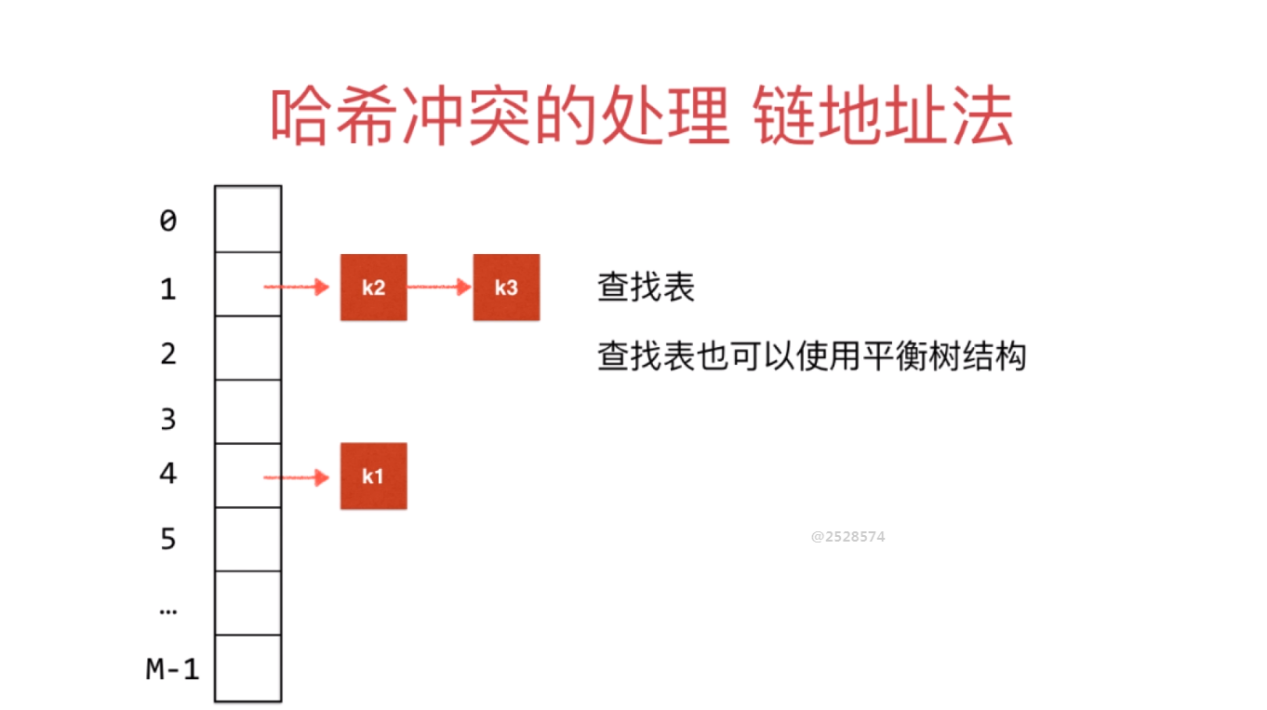 哈希冲突的处理 链地址法
0
1
k2
k3
查找表
2
查找表也可以使用平衡树结构
3
4
k1
5
@2528574
…
M-1